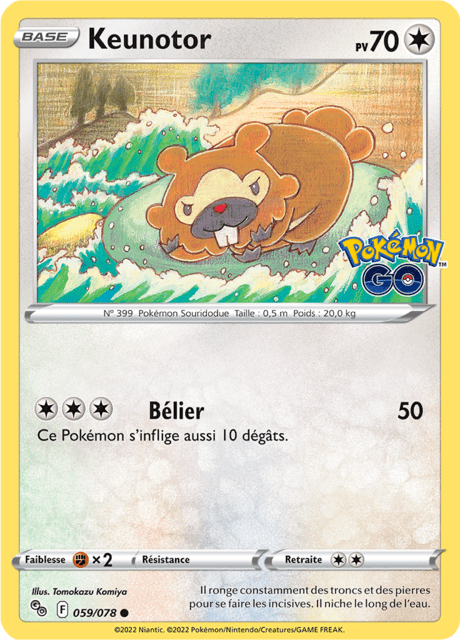 BASE Keunotor PV 70
Pokémon
GO
N° 399 Pokémon Souridodue Taille : 0,5 m Poids : 20,0 kg
Bélier 50
Ce Pokémon s’inflige aussi 10 dégâts.
Faiblesse ×2 Résistance Retraite
Illus. Tomokazu Komiya
Il ronge constamment des troncs et des pierres
pour se faire les incisives. Il niche le long de l’eau.
GO F 059/078
©2022 Niantic. ©2022 Pokémon/Nintendo/Creatures/GAME FREAK.